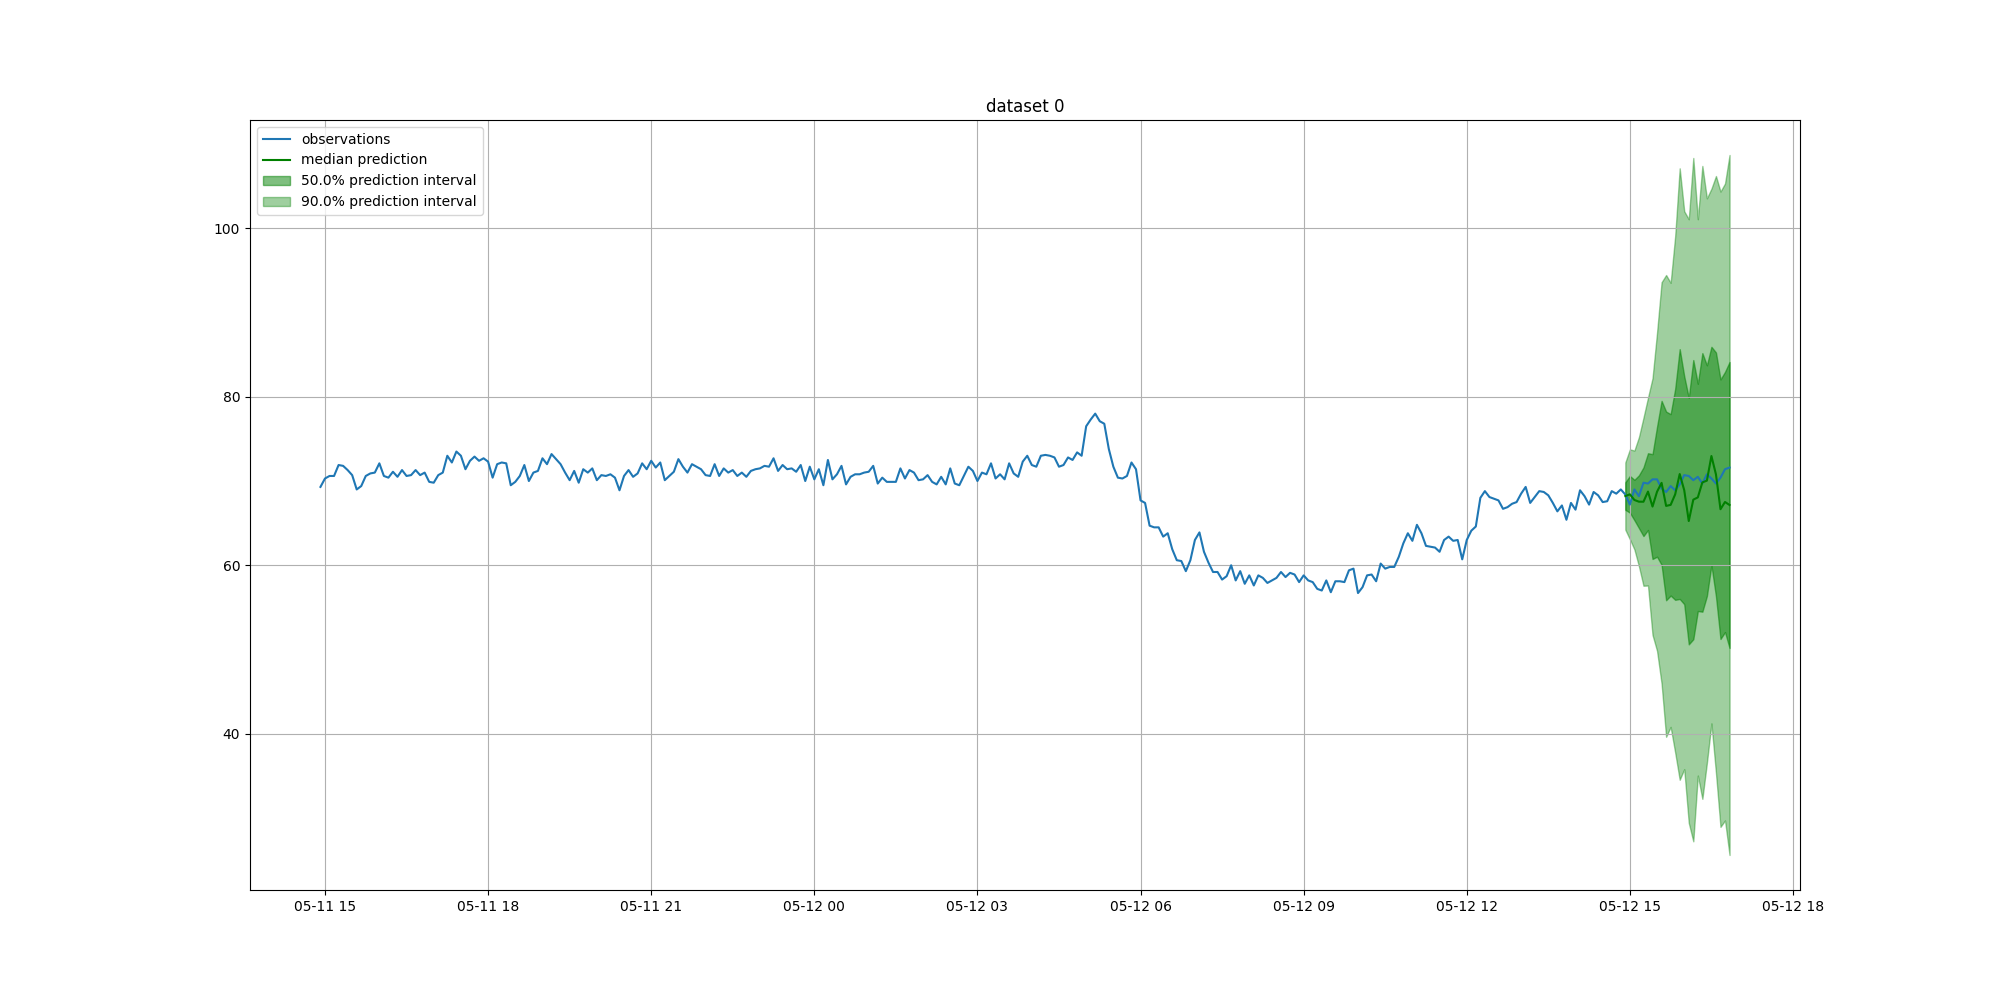 dataset 0
observations
median prediction
50.0% prediction interval
90.0% prediction interval
100
80
60
40
05-11 15
05-11 18
05-11 21
05-12 00
05-12 03
05-12 06
05-12 09
05-12 12
05-12 15
05-12 18